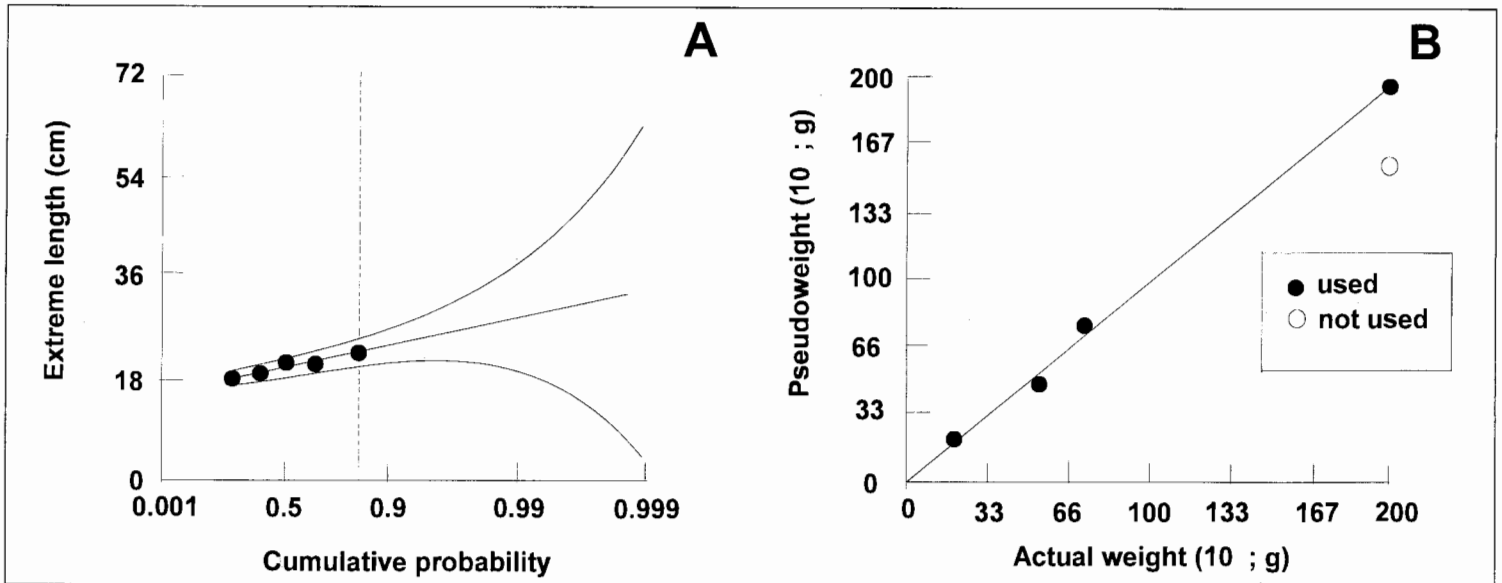 A
72
54
36
18
0
0.001 0.5 0.9 0.99 0.999
Extreme length (cm)
Cumulative probability
B
200
167
133
100
66
33
0
0 33 66 100 133 167 200
Pseudoweight (10 ; g)
Actual weight (10 ; g)
used
not used